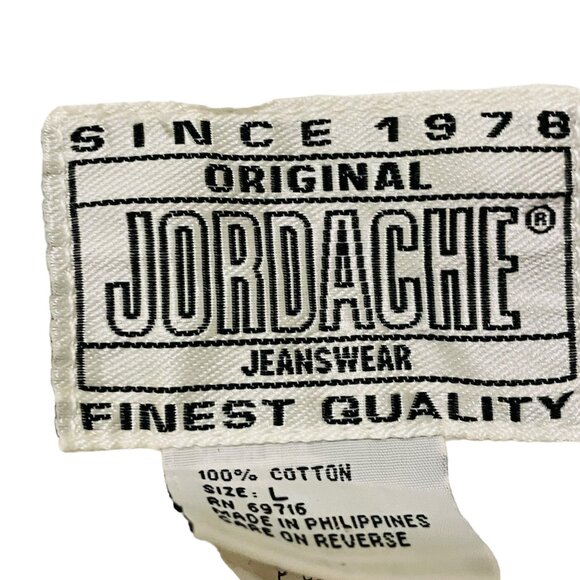 SINCE 1978
ORIGINAL
JORDACHE®
JEANSWEAR
FINEST QUALITY
100% COTTON
SIZE: L
RN 69716
MADE IN PHILIPPINES
CARE ON REVERSE